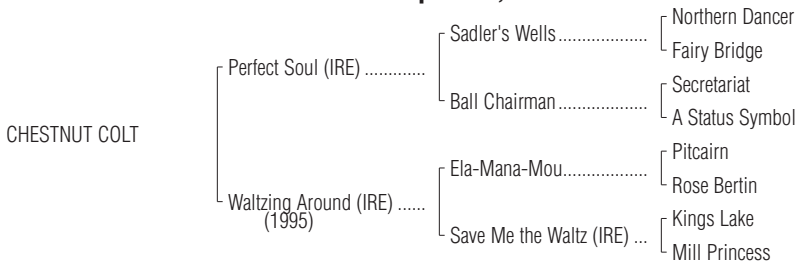 Northern Dancer
Sadler's Wells...................
Fairy Bridge
Perfect Soul (IRE) .............
Secretariat
Ball Chairman...................
A Status Symbol
CHESTNUT COLT
Pitcairn
Ela-Mana-Mou..................
Rose Bertin
Waltzing Around (IRE) ......
(1995)
Kings Lake
Save Me the Waltz (IRE) ...
Mill Princess